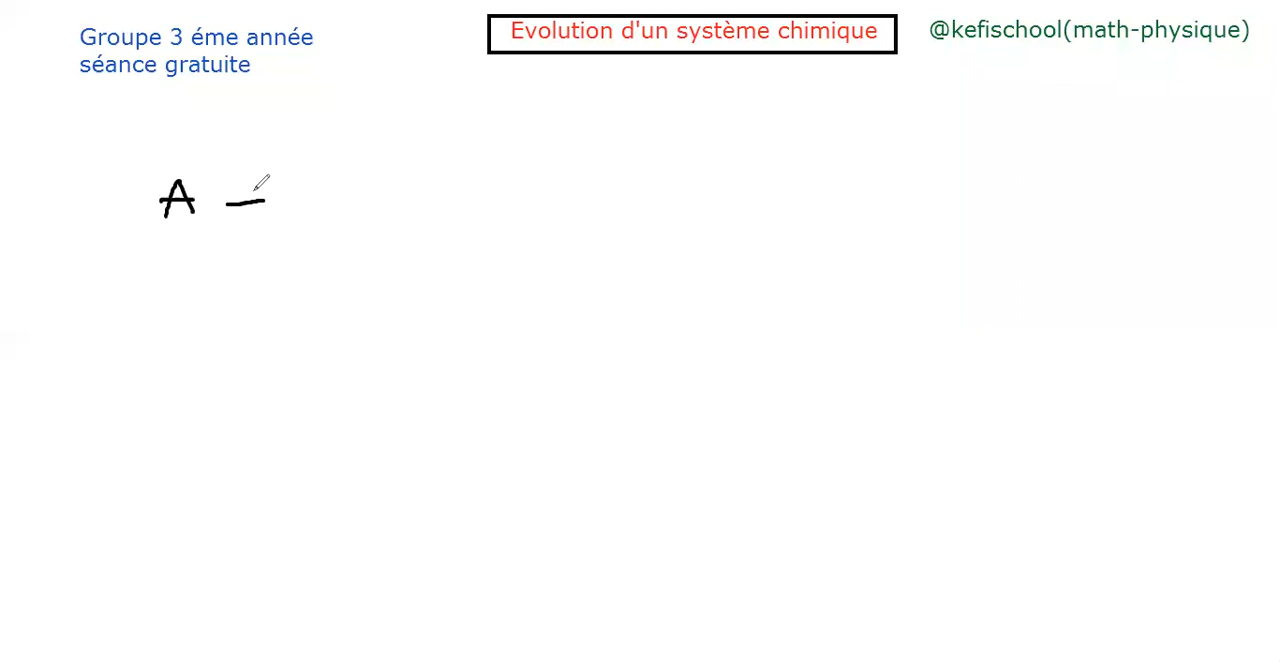 Groupe 3 éme année
séance gratuite
Evolution d'un système chimique
@kefischool(math-physique)
A —